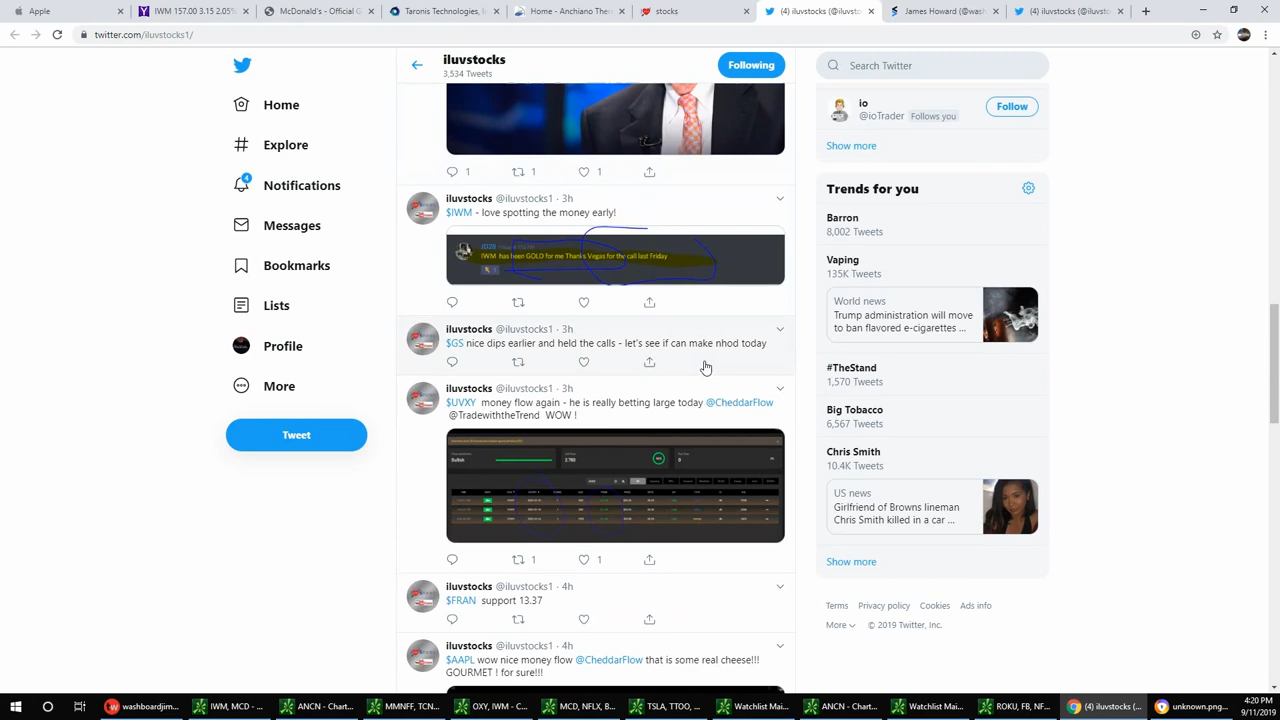 Apple
IWM 157.00 3.15 2.05%
McDonald's - Official G
Taronis Technologies, I
Home - Anchiano Ther
stocks
(4) iluvstocks (@iluvsto
James Howard (@wash
(4) iluvstocks (@iluvsto
twitter.com/iluvstocks1/
iluvstocks
3,534 Tweets
Following
Search Twitter
Home
Explore
4
Notifications
Messages
Bookmarks
Lists
Profile
More
Tweet
1 1 1
iluvstocks @iluvstocks1 · 3h
$IWM - love spotting the money early!
JD28
IWM has been GOLD for me Thanks Vegas for the call last Friday
iluvstocks @iluvstocks1 · 3h
$GS nice dips earlier and held the calls - let's see if can make nhod today
iluvstocks @iluvstocks1 · 3h
$UVXY money flow again - he is really betting large today @CheddarFlow
@TradewiththeTrend WOW !
Bullish
1 1
iluvstocks @iluvstocks1 · 4h
$FRAN support 13.37
iluvstocks @iluvstocks1 · 4h
$AAPL wow nice money flow @CheddarFlow that is some real cheese!!!
GOURMET ! for sure!!!
io
@ioTrader Follows you
Follow
Show more
Trends for you
Barron
8,002 Tweets
Vaping
135K Tweets
World news
Trump administration will move
to ban flavored e-cigarettes ...
#TheStand
1,570 Tweets
Big Tobacco
6,567 Tweets
Chris Smith
10.4K Tweets
US news
Girlfriend of Browns lineman
Chris Smith killed in a car ...
Show more
Terms Privacy policy Cookies Ads info
More © 2019 Twitter, Inc.
washboardjim...
IWM, MCD - ...
ANCN - Chart...
MMNFF, TCN...
OXY, IWM - C...
MCD, NFLX, B...
TSLA, TTOO, ...
Watchlist Mai...
ANCN - Chart...
Watchlist Mai...
ROKU, FB, NF...
(4) iluvstocks (...
unknown.png...
4:20 PM
9/11/2019